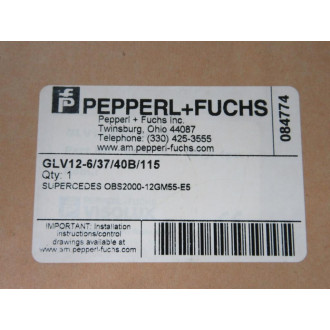 PEPPERL+FUCHS
Pepperl + Fuchs Inc.
Twinsburg, Ohio 44087
Telephone: (330) 425-3555
www.am.pepperl-fuchs.com
084774
GLV12-6/37/40B/115
Qty: 1
SUPERCEDES OBS2000-12GM55-E5
IMPORTANT: Installation
instructions/control
drawings available at
www.am.pepperl-fuchs.com